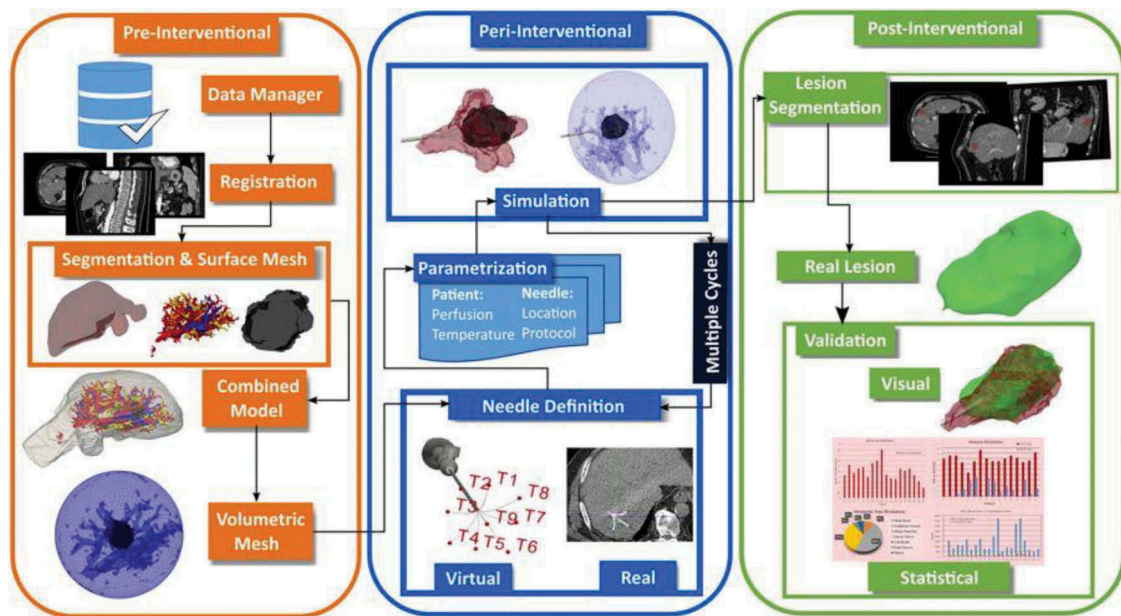 Pre-Interventional
Data Manager
Registration
Segmentation & Surface Mesh
Combined
Model
Volumetric
Mesh
Peri-Interventional
Simulation
Parametrization
Patient:
Perfusion
Temperature
Needle:
Location
Protocol
Multiple Cycles
Needle Definition
T2 T1
T8
T3
T9 T7
T4 T5 T6
Virtual
Real
Post-Interventional
Lesion
Segmentation
Real Lesion
Validation
Visual
Statistical